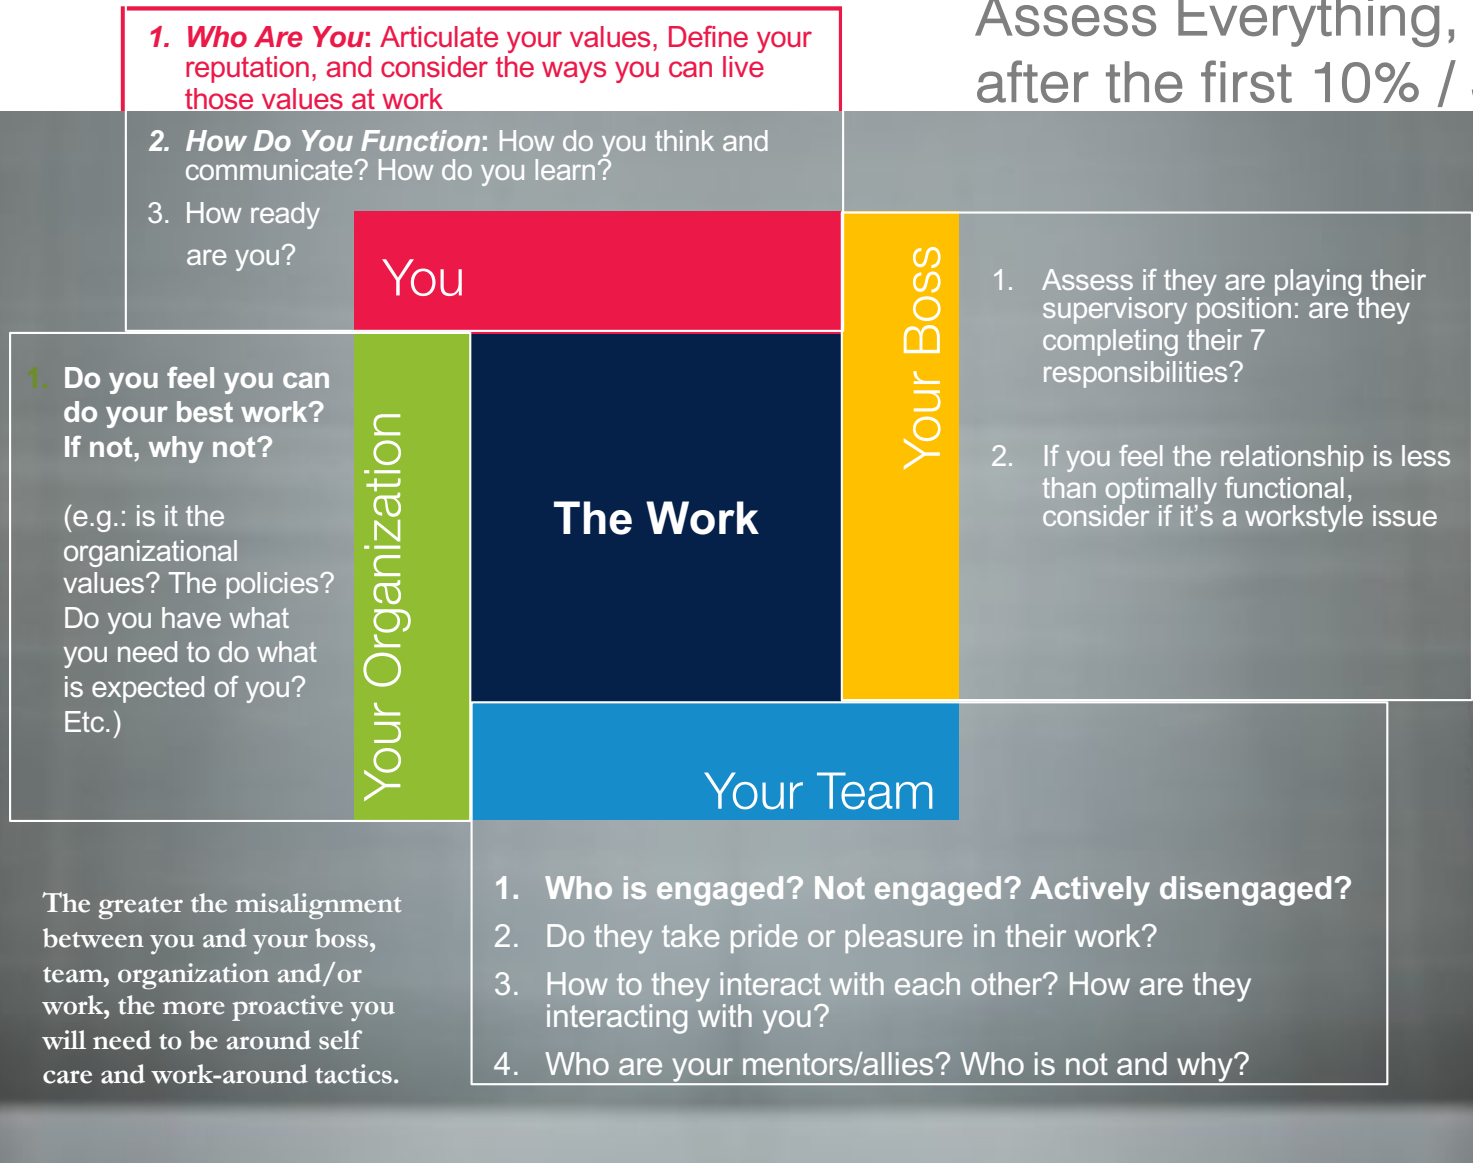 Assess Everything,
after the first 10% /
1. Who Are You: Articulate your values, Define your
reputation, and consider the ways you can live
those values at work
2. How Do You Function: How do you think and
communicate? How do you learn?
3. How ready
are you?
You
Your Boss
1. Assess if they are playing their
supervisory position: are they
completing their 7
responsibilities?
2. If you feel the relationship is less
than optimally functional,
consider if it's a workstyle issue
1. Do you feel you can
do your best work?
If not, why not?
(e.g.: is it the
organizational
values? The policies?
Do you have what
you need to do what
is expected of you?
Etc.)
Your Organization
The Work
Your Team
1. Who is engaged? Not engaged? Actively disengaged?
2. Do they take pride or pleasure in their work?
3. How to they interact with each other? How are they
interacting with you?
4. Who are your mentors/allies? Who is not and why?
The greater the misalignment
between you and your boss,
team, organization and/or
work, the more proactive you
will need to be around self
care and work-around tactics.